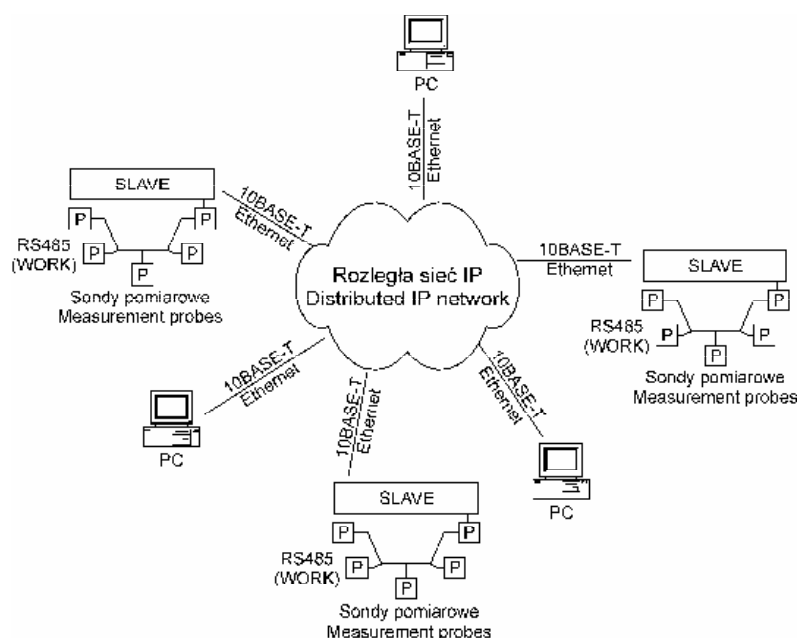 PC
10BASE-T
Ethernet
SLAVE
P
P
RS485
(WORK)
P
P
P
Sondy pomiarowe
Measurement probes
10BASE-T
Ethernet
Rozległa sieć IP
Distributed IP network
10BASE-T
Ethernet
SLAVE
P
P
RS485
(WORK)
P
P
P
Sondy pomiarowe
Measurement probes
10BASE-T
Ethernet
PC
10BASE-T
Ethernet
SLAVE
P
P
RS485
(WORK)
P
P
P
Sondy pomiarowe
Measurement probes
10BASE-T
Ethernet
PC